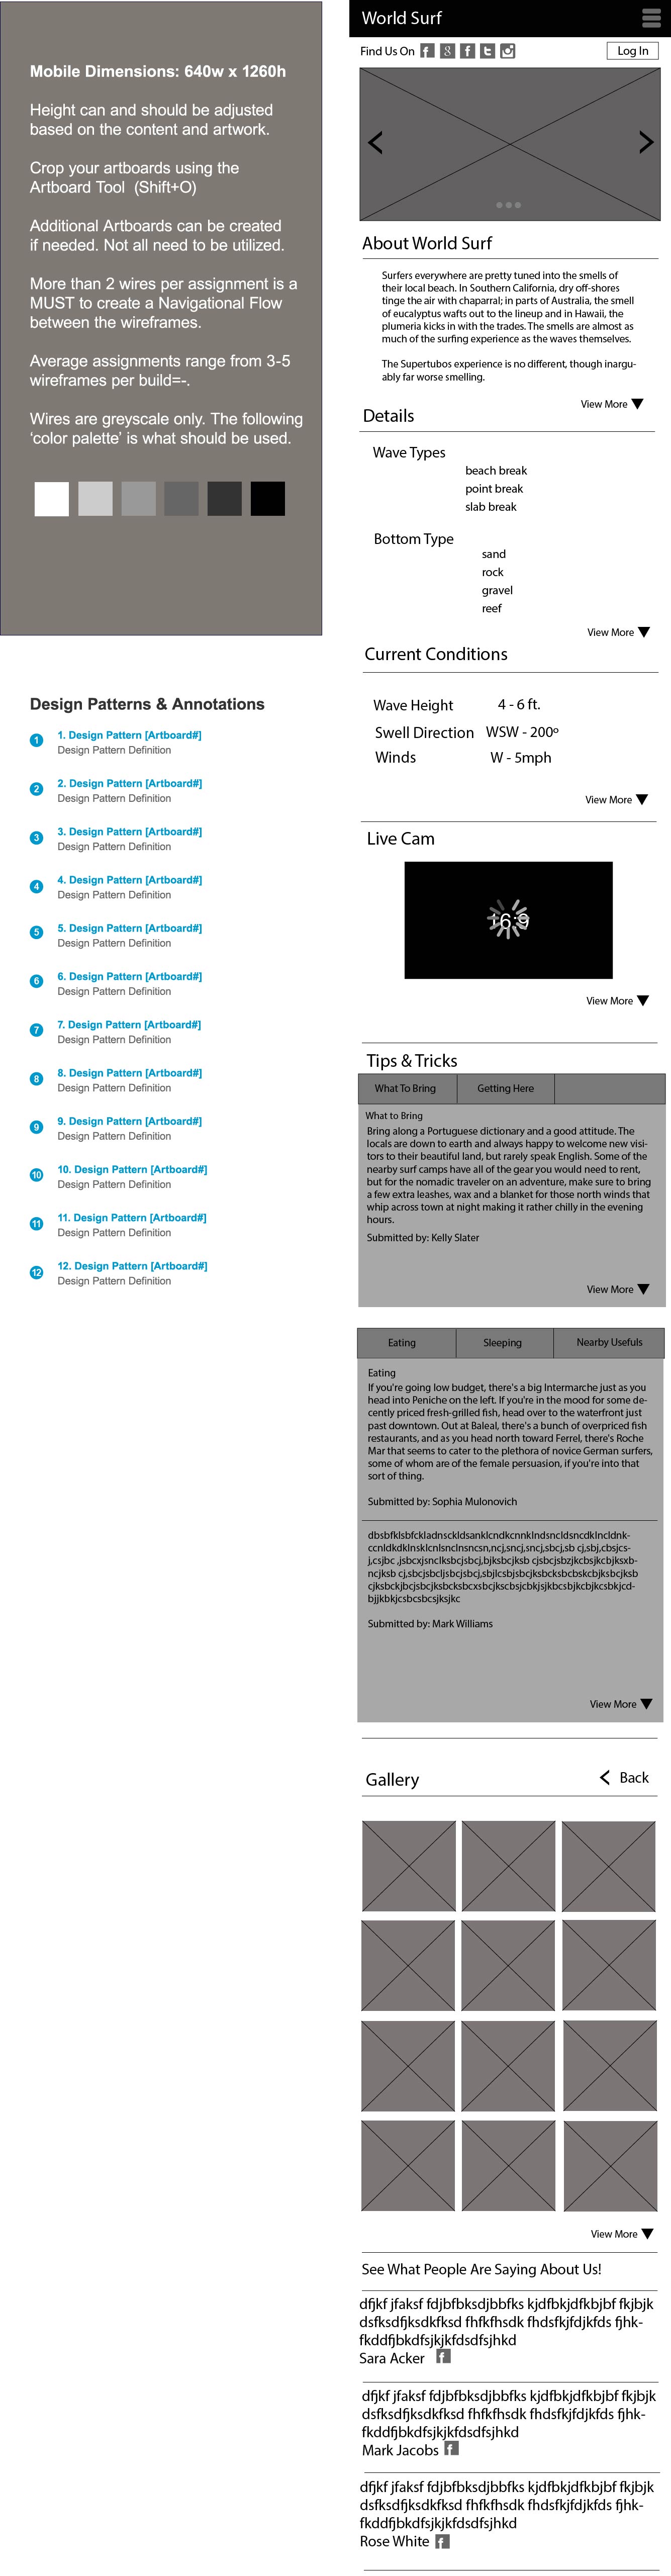 Mobile Dimensions: 640w x 1260h
Height can and should be adjusted
based on the content and artwork.
Crop your artboards using the
Artboard Tool (Shift+O)
Additional Artboards can be created
if needed. Not all need to be utilized.
More than 2 wires per assignment is a
MUST to create a Navigational Flow
between the wireframes.
Average assignments range from 3-5
wireframes per build=-.
Wires are greyscale only. The following
‘color palette’ is what should be used.
Design Patterns & Annotations
1
1. Design Pattern [Artboard#]
Design Pattern Definition
2
2. Design Pattern [Artboard#]
Design Pattern Definition
3
3. Design Pattern [Artboard#]
Design Pattern Definition
4
4. Design Pattern [Artboard#]
Design Pattern Definition
5
5. Design Pattern [Artboard#]
Design Pattern Definition
6
6. Design Pattern [Artboard#]
Design Pattern Definition
7
7. Design Pattern [Artboard#]
Design Pattern Definition
8
8. Design Pattern [Artboard#]
Design Pattern Definition
9
9. Design Pattern [Artboard#]
Design Pattern Definition
10
10. Design Pattern [Artboard#]
Design Pattern Definition
11
11. Design Pattern [Artboard#]
Design Pattern Definition
12
12. Design Pattern [Artboard#]
Design Pattern Definition
World Surf
Find Us On
Log In
About World Surf
Surfers everywhere are pretty tuned into the smells of
their local beach. In Southern California, dry off-shores
tinge the air with chaparral; in parts of Australia, the smell
of eucalyptus wafts out to the lineup and in Hawaii, the
plumeria kicks in with the trades. The smells are almost as
much of the surfing experience as the waves themselves.
The Supertubos experience is no different, though inargu-
ably far worse smelling.
View More
Details
Wave Types
beach break
point break
slab break
Bottom Type
sand
rock
gravel
reef
View More
Current Conditions
Wave Height 4 - 6 ft.
Swell Direction WSW - 200º
Winds W - 5mph
View More
Live Cam
16:9
View More
Tips & Tricks
What To Bring Getting Here
What to Bring
Bring along a Portuguese dictionary and a good attitude. The
locals are down to earth and always happy to welcome new visi-
tors to their beautiful land, but rarely speak English. Some of the
nearby surf camps have all of the gear you would need to rent,
but for the nomadic traveler on an adventure, make sure to bring
a few extra leashes, wax and a blanket for those north winds that
whip across town at night making it rather chilly in the evening
hours.
Submitted by: Kelly Slater
View More
Eating Sleeping Nearby Usefuls
Eating
If you're going low budget, there's a big Intermarche just as you
head into Peniche on the left. If you're in the mood for some de-
cently priced fresh-grilled fish, head over to the waterfront just
past downtown. Out at Baleal, there's a bunch of overpriced fish
restaurants, and as you head north toward Ferrel, there's Roche
Mar that seems to cater to the plethora of novice German surfers,
some of whom are of the female persuasion, if you're into that
sort of thing.
Submitted by: Sophia Mulonovich
Submitted by: Mark Williams
View More
Gallery
Back
View More
See What People Are Saying About Us!
dfjkf jfaksf fdjbfbksdjbbfks kjdfbkjdfkbjbf fkjbjk
dsfksdfjksdkfksd fhfkfhsdk fhdsfkjfdjkfds fjhk-
fkddfjbkdfsjkjkfdsdfsjhkd
Sara Acker
dfjkf jfaksf fdjbfbksdjbbfks kjdfbkjdfkbjbf fkjbjk
dsfksdfjksdkfksd fhfkfhsdk fhdsfkjfdjkfds fjhk-
fkddfjbkdfsjkjkfdsdfsjhkd
Mark Jacobs
dfjkf jfaksf fdjbfbksdjbbfks kjdfbkjdfkbjbf fkjbjk
dsfksdfjksdkfksd fhfkfhsdk fhdsfkjfdjkfds fjhk-
fkddfjbkdfsjkjkfdsdfsjhkd
Rose White